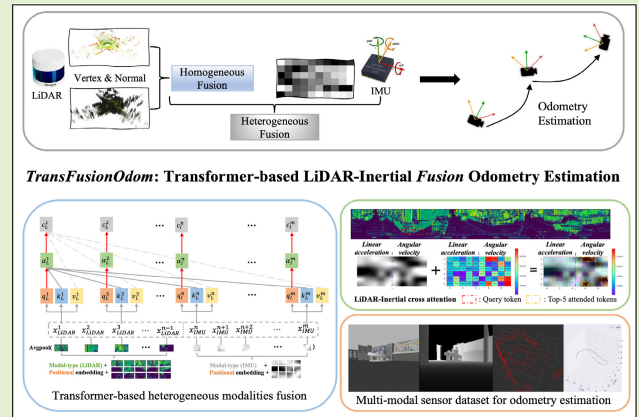 LiDAR
Vertex & Normal
Homogeneous
Fusion
Heterogeneous
Fusion
IMU
Odometry
Estimation
TransFusionOdom: Transformer-based LiDAR-Inertial Fusion Odometry Estimation
Avgpool
Modal-type (LiDAR) +
Positional embedding +
Modal-type (IMU) +
Positional embedding +
Transformer-based heterogeneous modalities fusion
Linear acceleration
Angular velocity
Linear acceleration
Angular velocity
Linear acceleration
Angular velocity
+
=
LiDAR-Inertial cross attention
: Query token
: Top-5 attended tokens
Multi-modal sensor dataset for odometry estimation